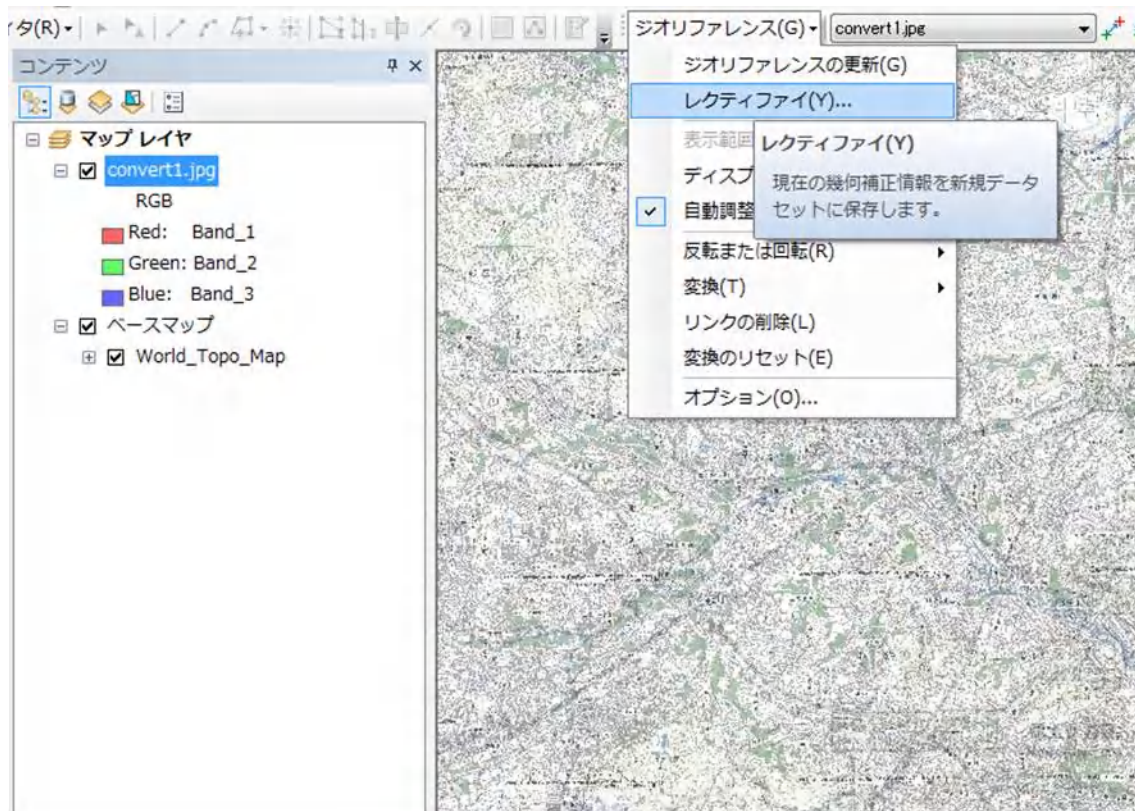 タ(R)
ジオリファレンス(G)
convert1.jpg
コンテンツ
マップ レイヤ
convert1.jpg
RGB
Red: Band_1
Green: Band_2
Blue: Band_3
ベースマップ
World_Topo_Map
ジオリファレンスの更新(G)
レクティファイ(Y)...
表示範囲
ディスプ
自動調整
反転または回転(R)
変換(T)
リンクの削除(L)
変換のリセット(E)
オプション(O)...
レクティファイ(Y)
現在の幾何補正情報を新規データ
セットに保存します。